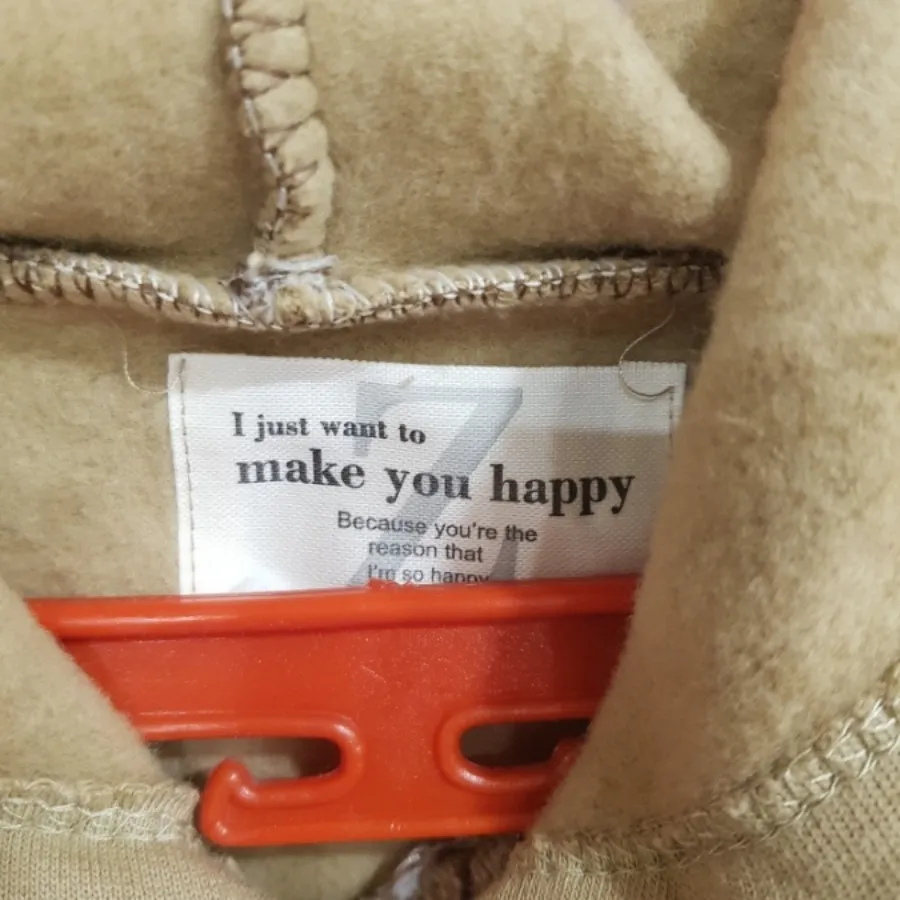 Z
I just want to
make you happy
Because you're the
reason that
I'm so happy